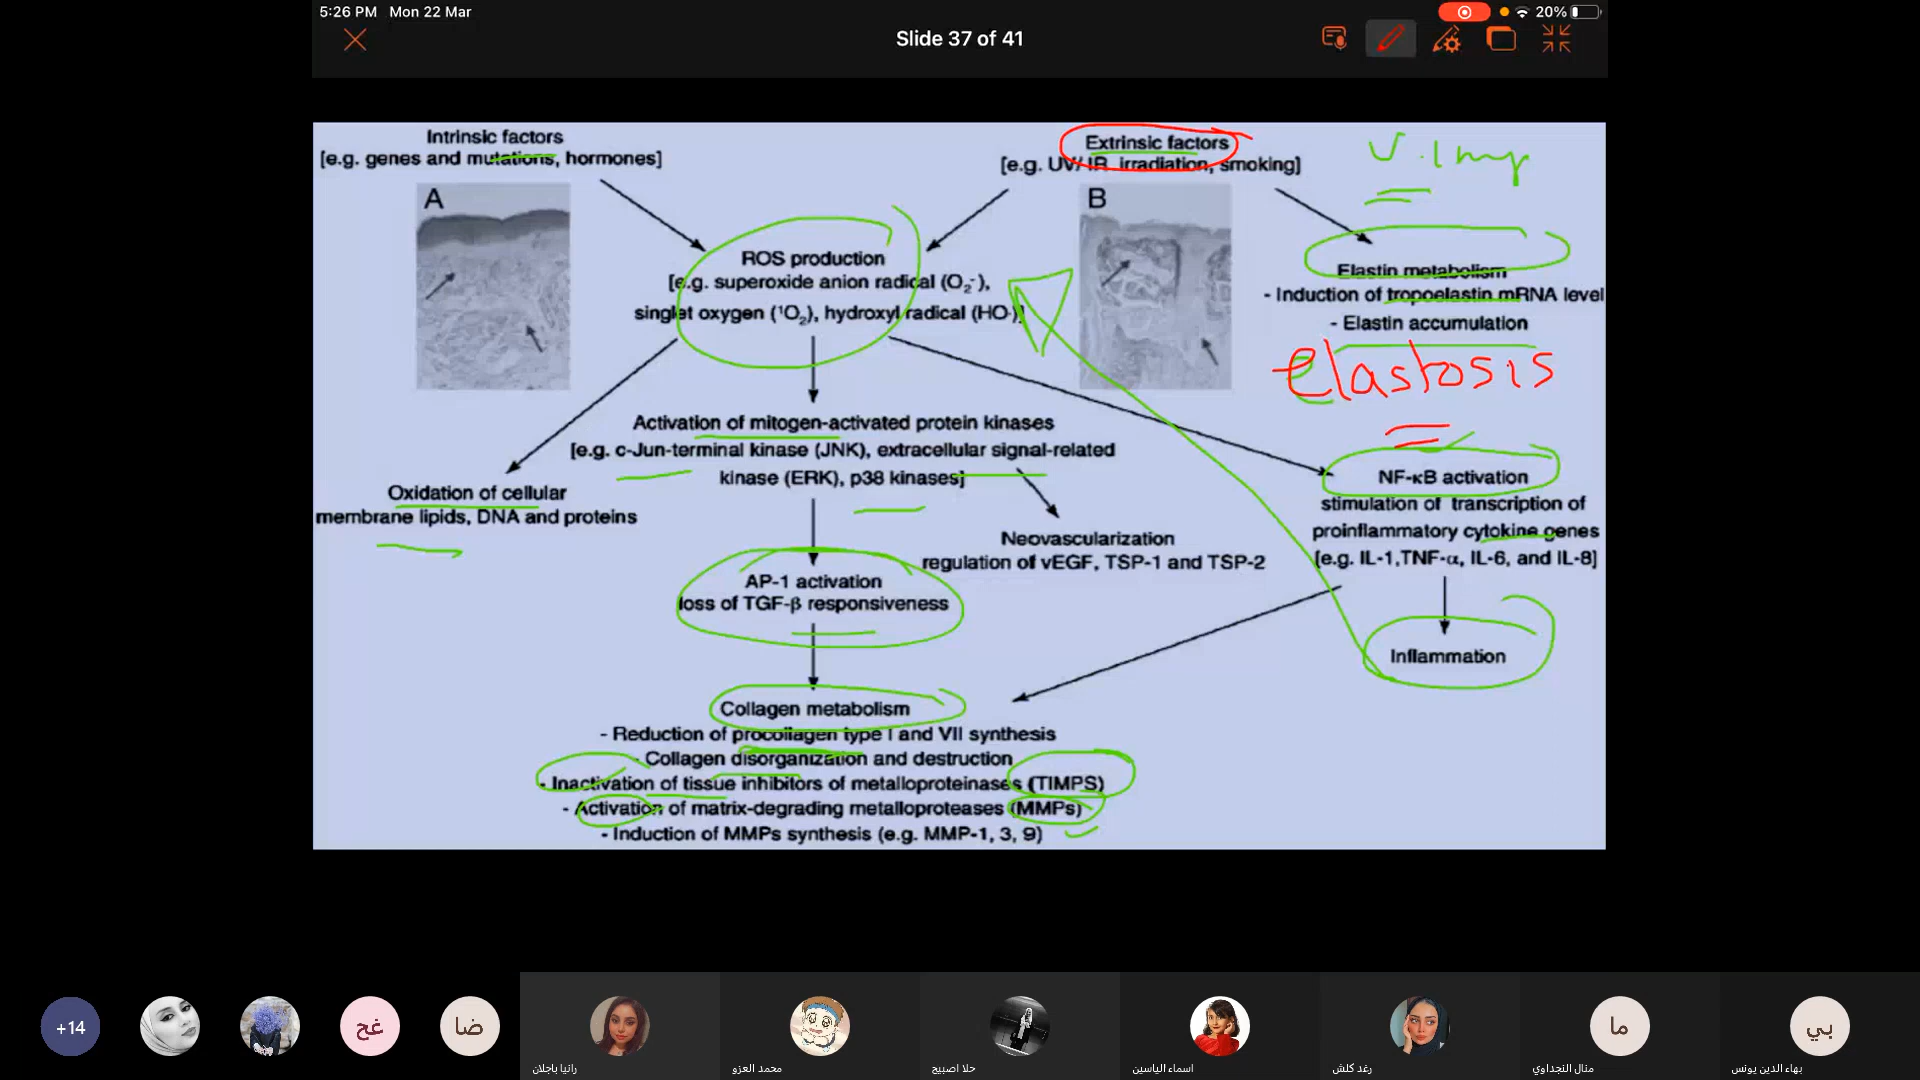 5:26 PM Mon 22 Mar
20%
Slide 37 of 41
Intrinsic factors
[e.g. genes and mutations, hormones]
Extrinsic factors
[e.g. UV/ IR irradiation, smoking]
V. Imp
A
B
ROS production
[e.g. superoxide anion radical (O₂⁻),
singlet oxygen (¹O₂), hydroxyl radical (HO·)]
Elastin metabolism
- Induction of tropoelastin mRNA level
- Elastin accumulation
elastosis
Activation of mitogen-activated protein kinases
[e.g. c-Jun-terminal kinase (JNK), extracellular signal-related
kinase (ERK), p38 kinases]
Oxidation of cellular
membrane lipids, DNA and proteins
NF-κB activation
stimulation of transcription of
proinflammatory cytokine genes
[e.g. IL-1,TNF-α, IL-6, and IL-8]
Neovascularization
regulation of vEGF, TSP-1 and TSP-2
AP-1 activation
loss of TGF-β responsiveness
Inflammation
Collagen metabolism
- Reduction of procollagen type I and VII synthesis
- Collagen disorganization and destruction
- Inactivation of tissue inhibitors of metalloproteinases (TIMPS)
- Activation of matrix-degrading metalloproteases (MMPs)
- Induction of MMPs synthesis (e.g. MMP-1, 3, 9)
+14
غح
ضا
ما
بي
رانيا باجلان
محمد العزو
حلا اصبيح
اسماء الياسين
رغد كلش
منال النجداوي
بهاء الدين يونس